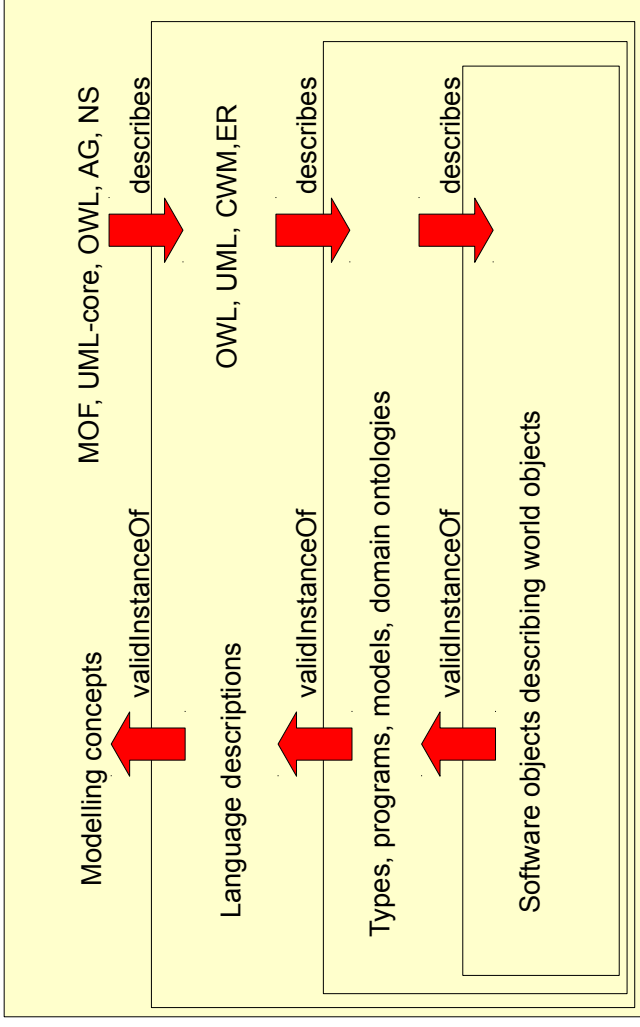 Modelling concepts
MOF, UML-core, OWL, AG, NS
validInstanceOf
describes
Language descriptions
OWL, UML, CWM,ER
validInstanceOf
describes
Types, programs, models, domain ontologies
validInstanceOf
describes
Software objects describing world objects